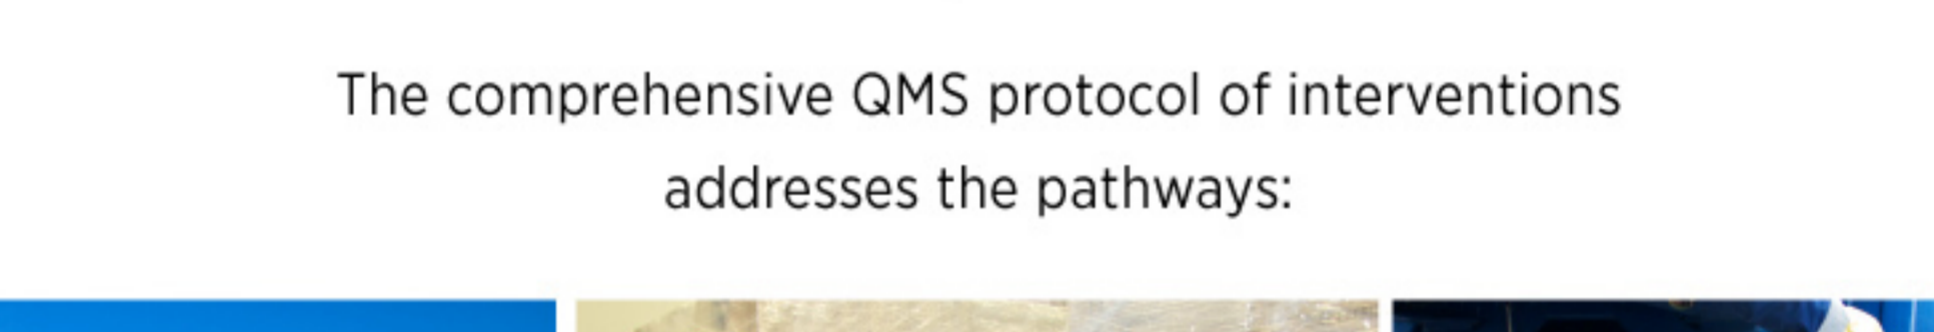 The comprehensive QMS protocol of interventions
addresses the pathways: